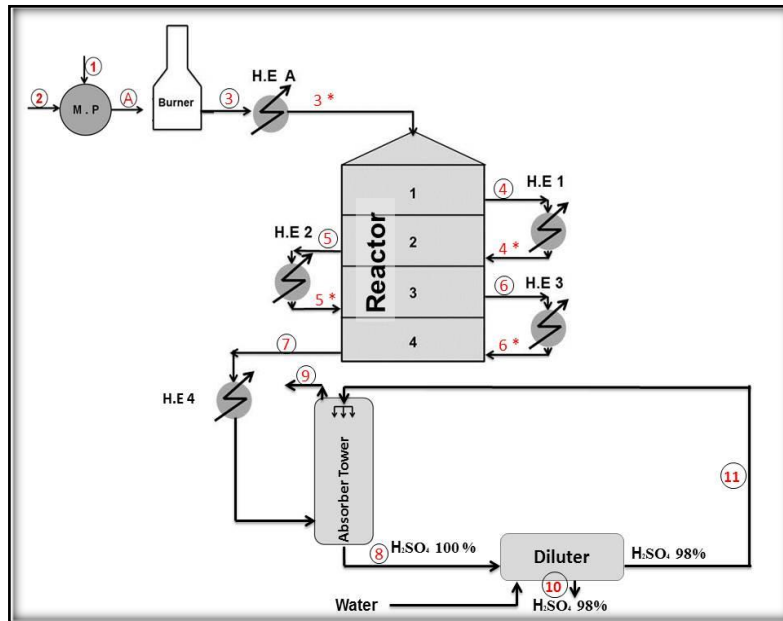 1
2
M . P
A
Burner
3
H.E A
3 *
1
2
3
4
Reactor
4
H.E 1
4 *
H.E 2
5
5 *
6
H.E 3
6 *
7
H.E 4
9
Absorber Tower
11
8
H₂SO₄ 100 %
Diluter
H₂SO₄ 98%
10
Water
H₂SO₄ 98%